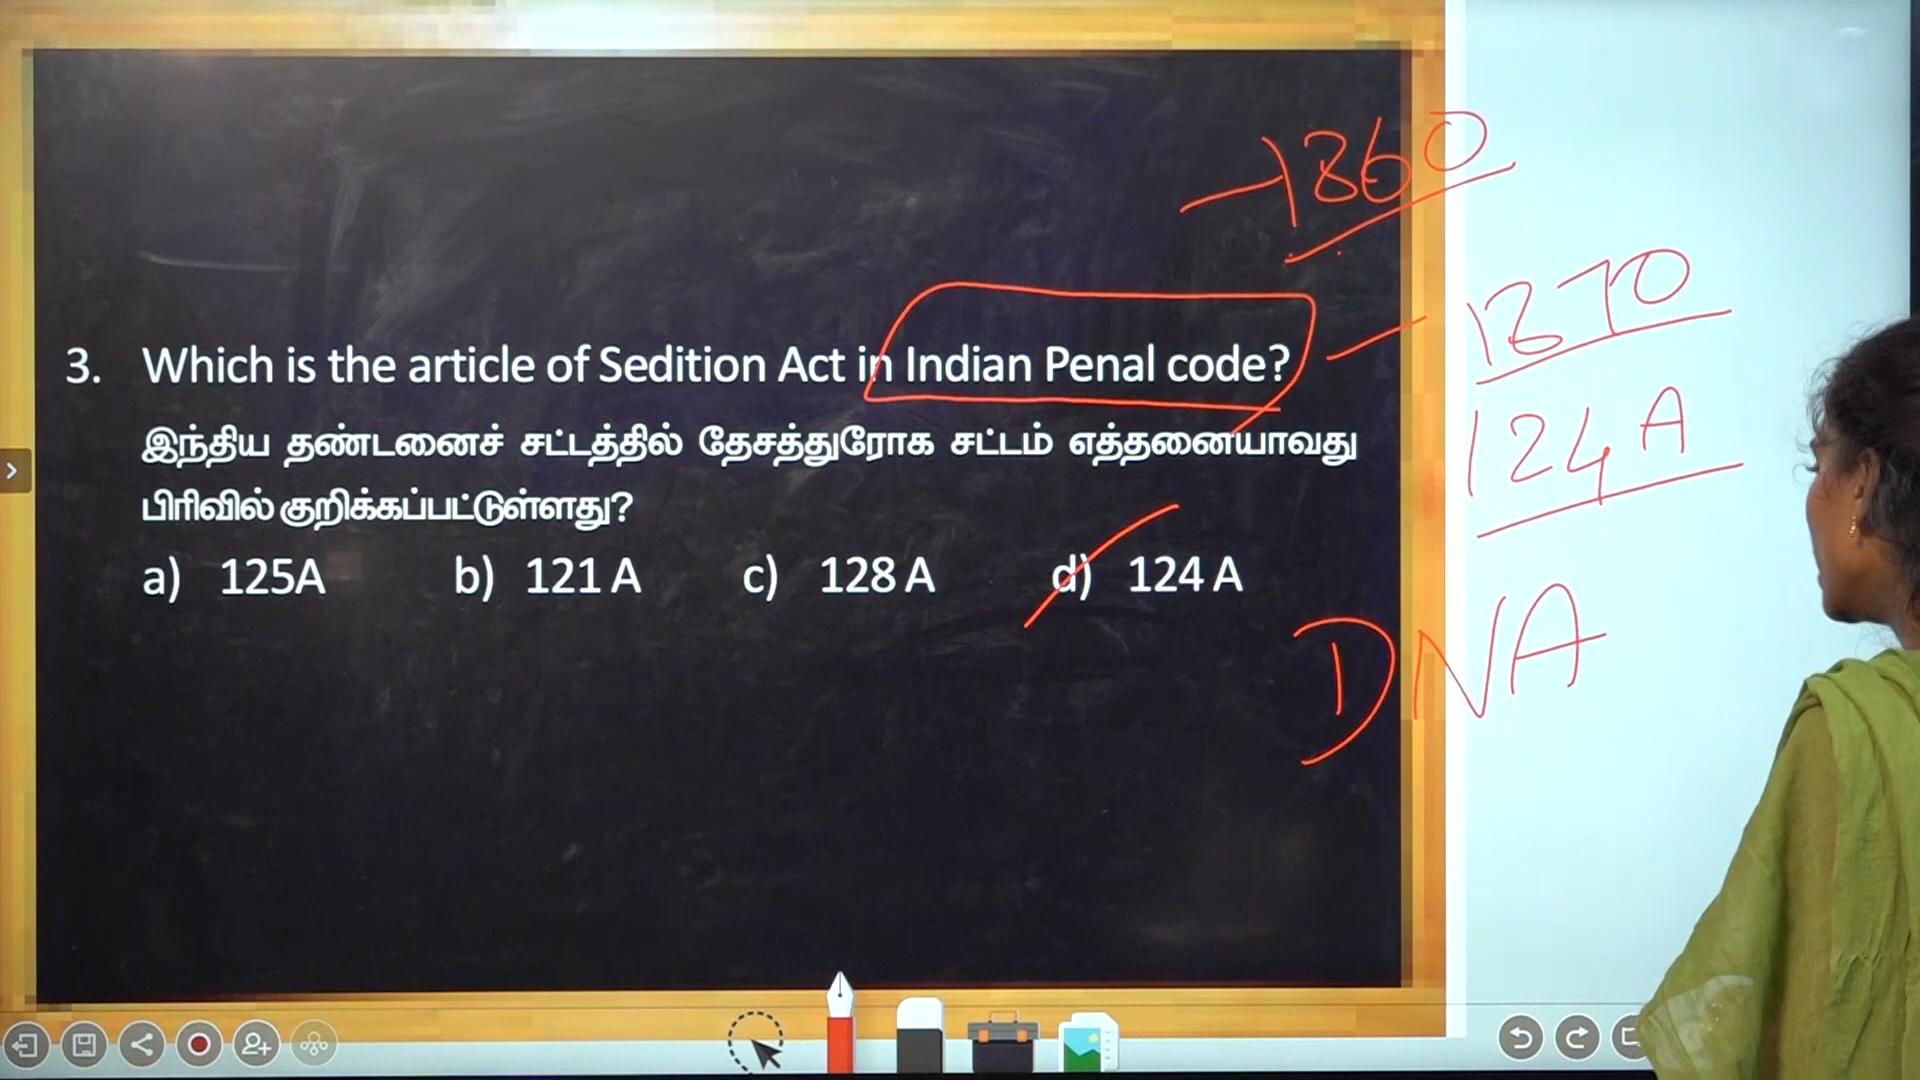 1860
3. Which is the article of Sedition Act in Indian Penal code?
1870
இந்திய தண்டனைச் சட்டத்தில் தேசத்துரோக சட்டம் எத்தனையாவது
பிரிவில் குறிக்கப்பட்டுள்ளது?
124 A
a) 125A b) 121 A c) 128 A d) 124 A
DNA